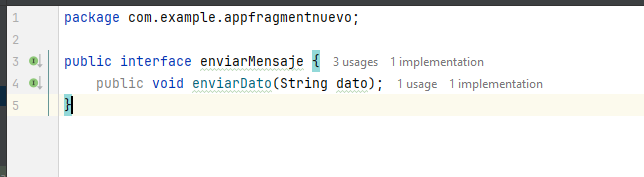 1 package com.example.appfragmentnuevo;
2
3 public interface enviarMensaje { 3 usages 1 implementation
4 public void enviarDato(String dato); 1 usage 1 implementation
5 }